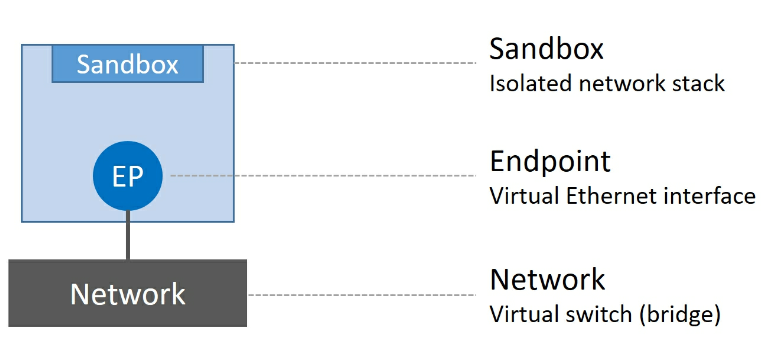 Sandbox
Sandbox
Isolated network stack
EP
Endpoint
Virtual Ethernet interface
Network
Network
Virtual switch (bridge)